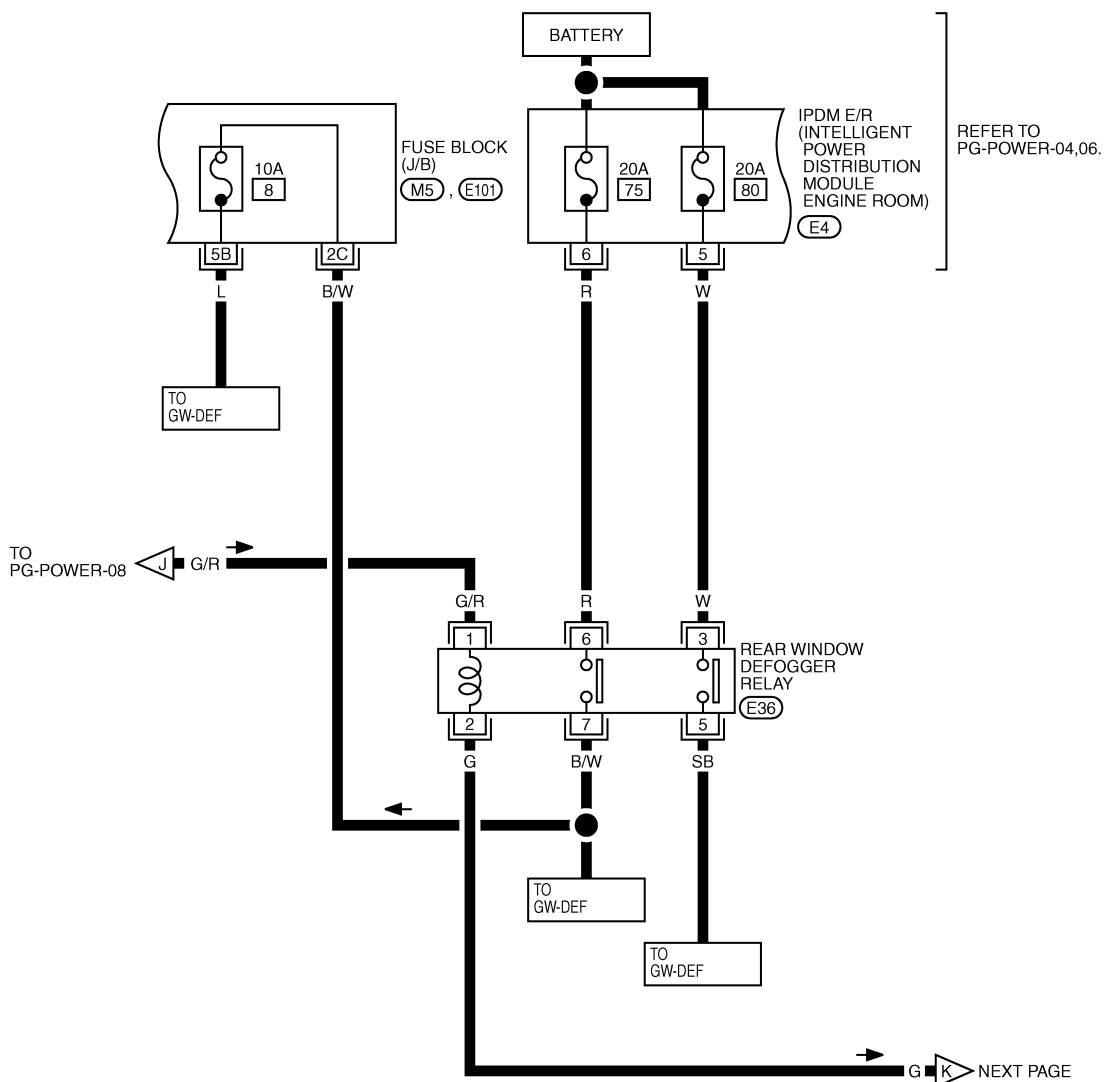 BATTERY
FUSE BLOCK
(J/B)
M5 , E101
10A
8
IPDM E/R
(INTELLIGENT
POWER
DISTRIBUTION
MODULE
ENGINE ROOM)
E4
20A
75
20A
80
REFER TO
PG-POWER-04,06.
5B
2C
6
5
L
B/W
R
W
TO
GW-DEF
TO
PG-POWER-08
J
G/R
G/R
R
W
1
6
3
REAR WINDOW
DEFOGGER
RELAY
E36
2
7
5
G
B/W
SB
TO
GW-DEF
TO
GW-DEF
G
K
NEXT PAGE